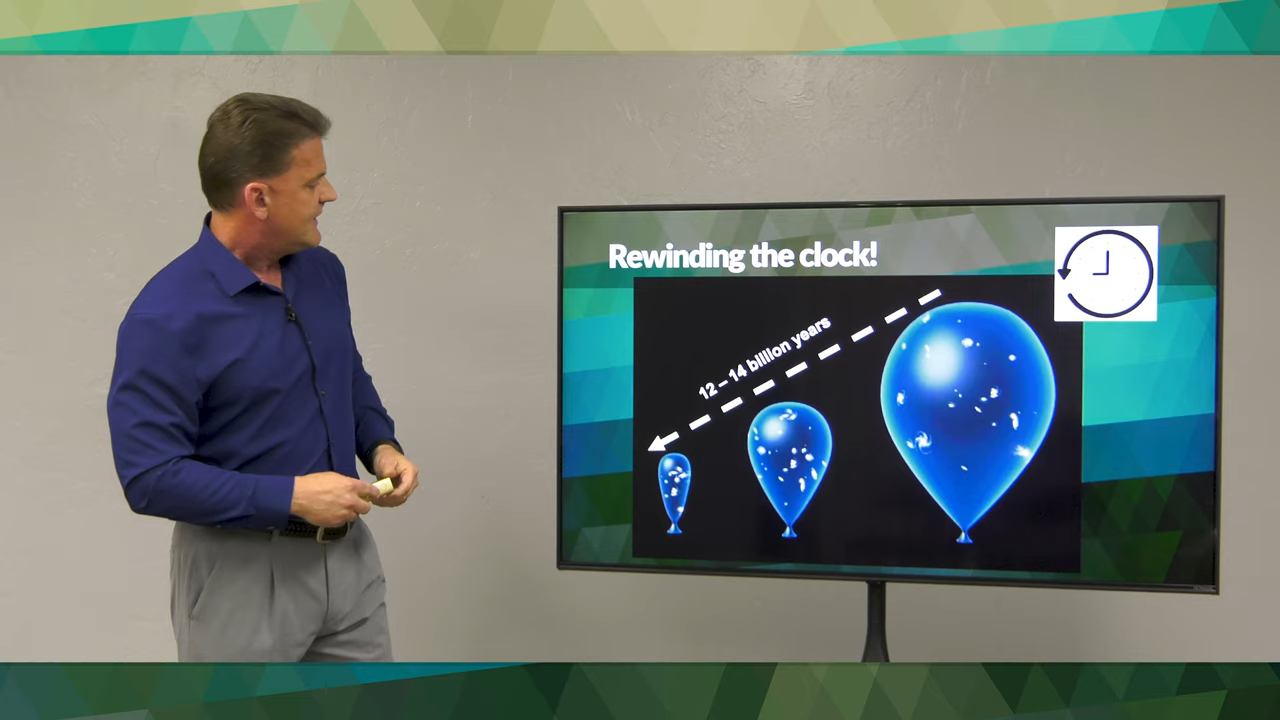 Rewinding the clock!
12 – 14 billion years